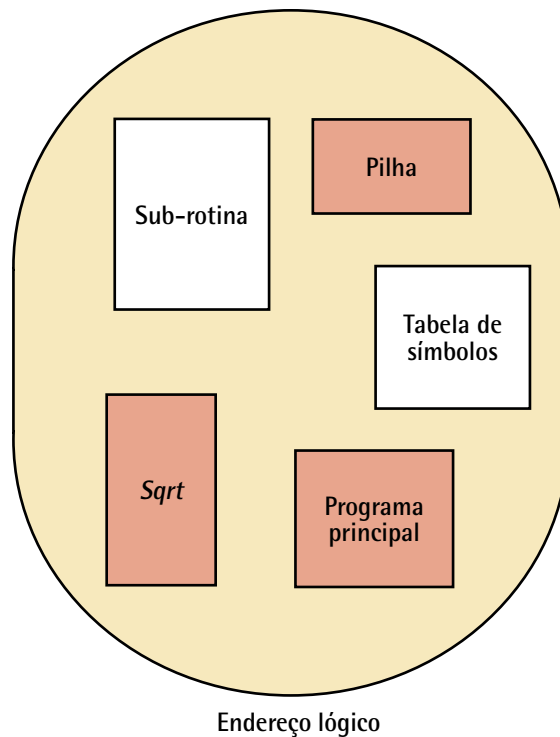 Sub-rotina
Pilha
Tabela de
símbolos
Sqrt
Programa
principal
Endereço lógico